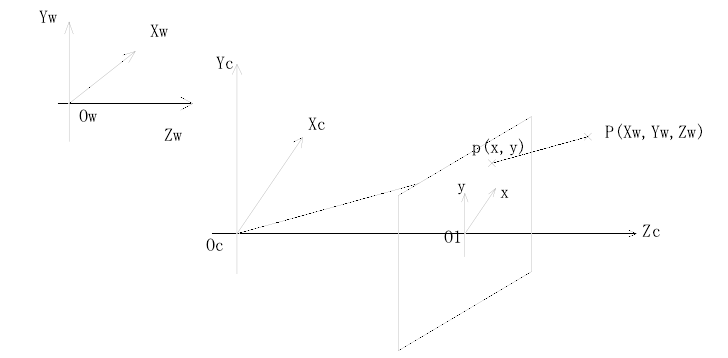 Yw
Xw
Ow
Zw
Yc
Xc
p(x, y)
P(Xw, Yw, Zw)
y
x
Oc
O1
Zc